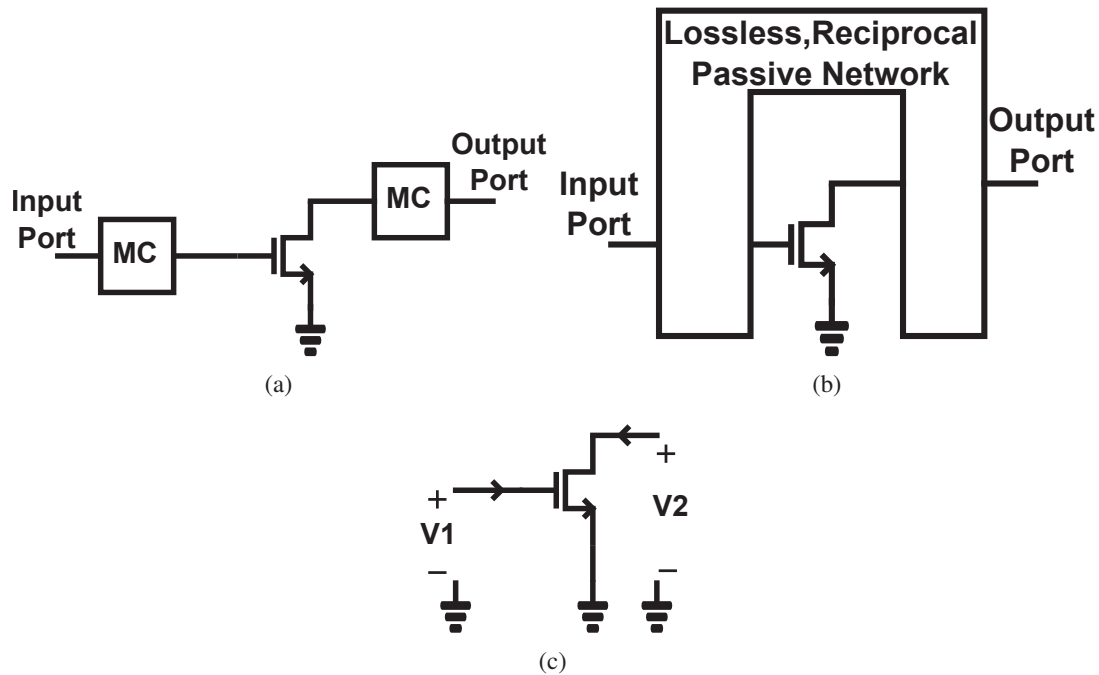 Input
Port
MC
MC
Output
Port
(a)
Lossless,Reciprocal
Passive Network
Input
Port
Output
Port
(b)
+
V1
−
+
V2
−
(c)